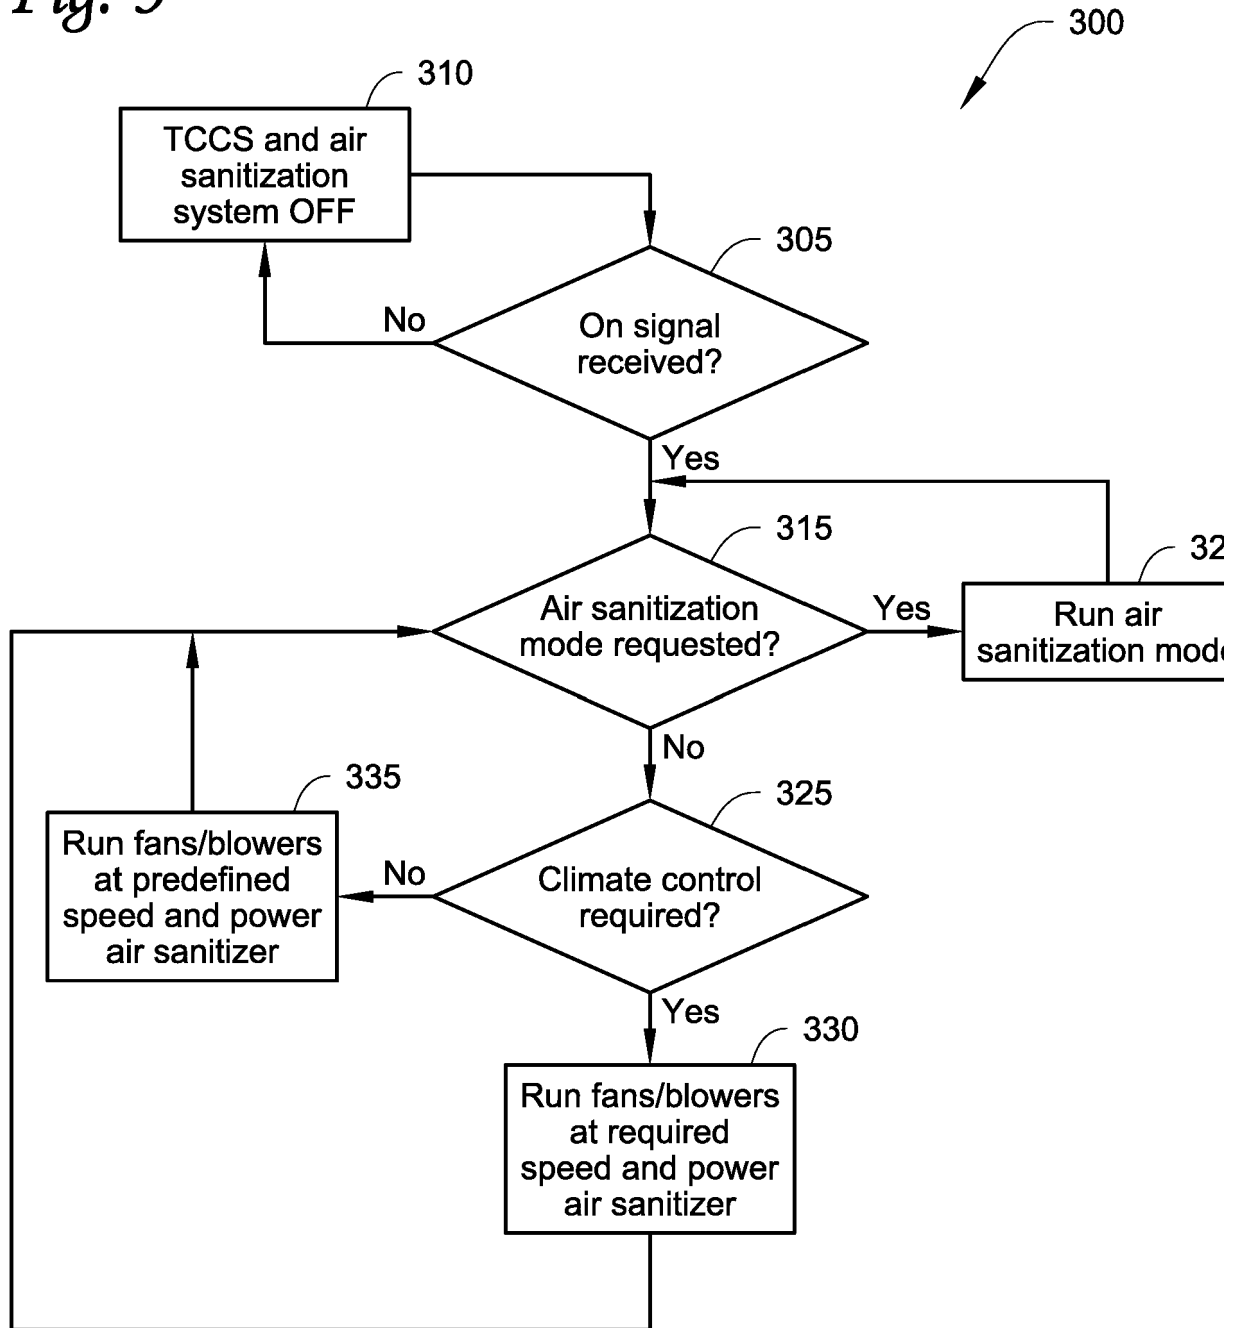 300
310
TCCS and air
sanitization
system OFF
305
No
On signal
received?
Yes
315
Air sanitization
mode requested?
Yes
Run air
sanitization
No
335
325
Run fans/blowers
at predefined
speed and power
air sanitizer
No
Climate control
required?
Yes
330
Run fans/blowers
at required
speed and power
air sanitizer